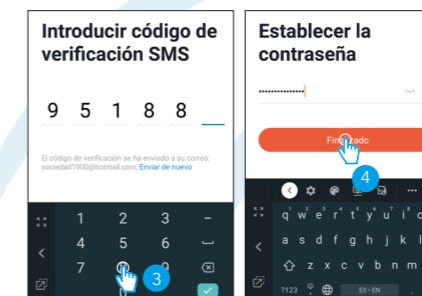 Introducir código de
verificación SMS
9 5 1 8 8
El código de verificación se ha enviado a su correo:
sociedad1000@hotmail.com, Enviar de nuevo
1 2 3 -
4 5 6
7 9
3
Establecer la
contraseña
Finalizado
4
q w e r t y u i o
a s d f g h j k l
z x c v b n m
?123 ES • EN .